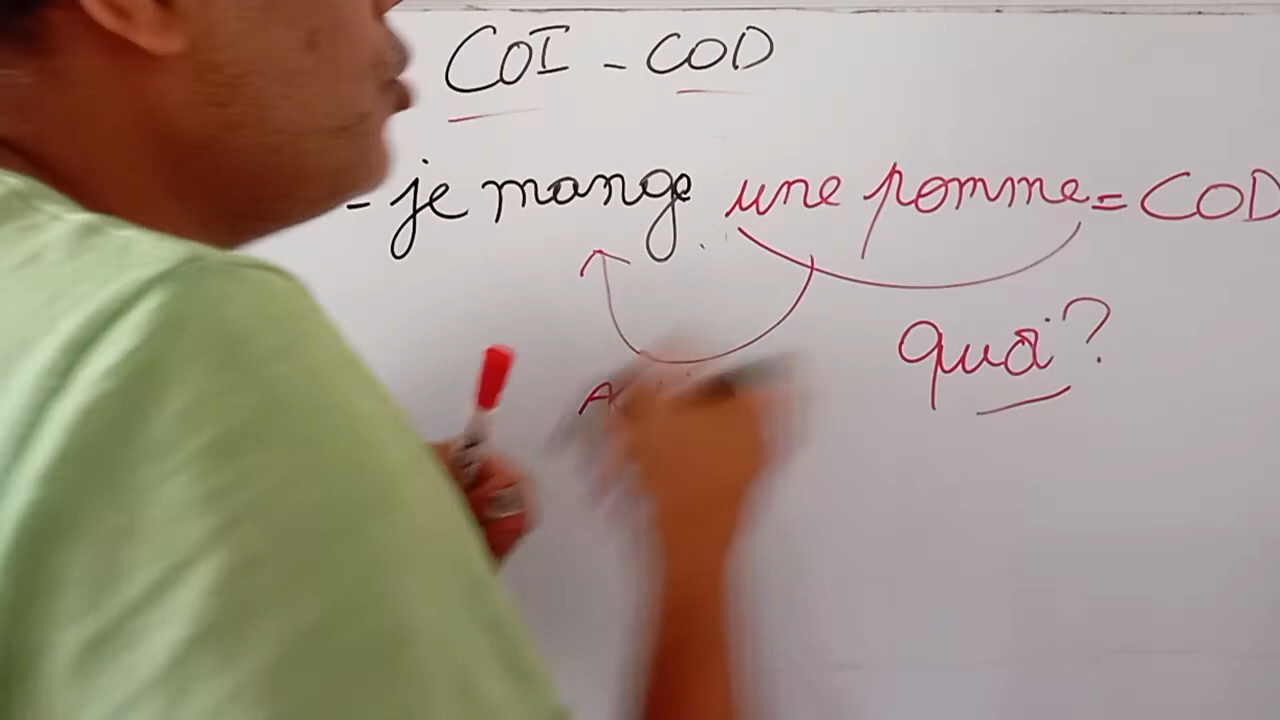 COI - COD
- je mange une pomme = COD
quoi ?